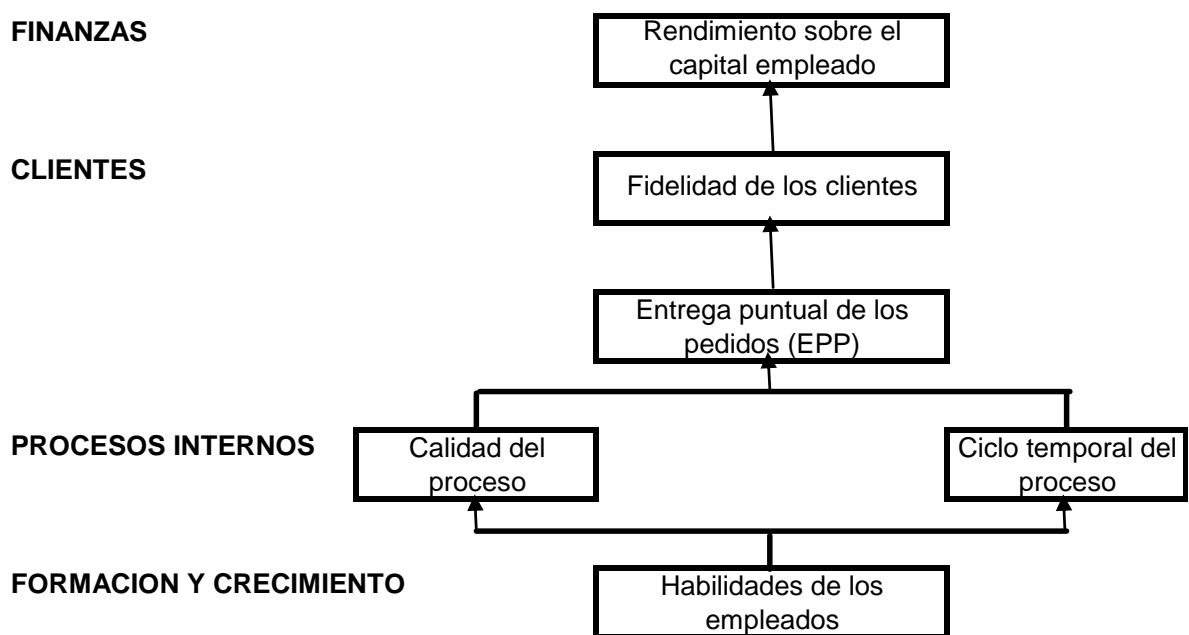 FINANZAS
Rendimiento sobre el
capital empleado
CLIENTES
Fidelidad de los clientes
Entrega puntual de los
pedidos (EPP)
PROCESOS INTERNOS
Calidad del
proceso
Ciclo temporal del
proceso
FORMACION Y CRECIMIENTO
Habilidades de los
empleados